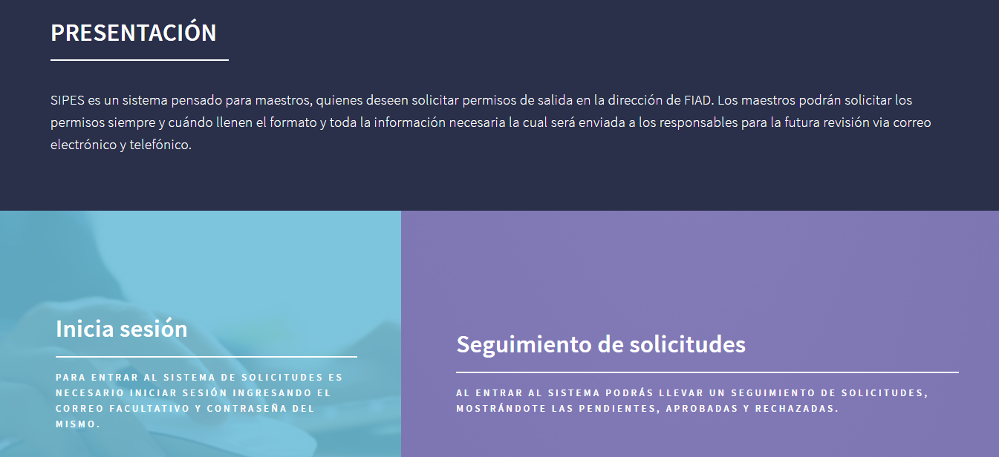 PRESENTACIÓN
SIPES es un sistema pensado para maestros, quienes deseen solicitar permisos de salida en la dirección de FIAD. Los maestros podrán solicitar los
permisos siempre y cuándo llenen el formato y toda la información necesaria la cual será enviada a los responsables para la futura revisión via correo
electrónico y telefónico.
Inicia sesión
PARA ENTRAR AL SISTEMA DE SOLICITUDES ES
NECESARIO INICIAR SESIÓN INGRESANDO EL
CORREO FACULTATIVO Y CONTRASEÑA DEL
MISMO.
Seguimiento de solicitudes
AL ENTRAR AL SISTEMA PODRÁS LLEVAR UN SEGUIMIENTO DE SOLICITUDES,
MOSTRÁNDOTE LAS PENDIENTES, APROBADAS Y RECHAZADAS.